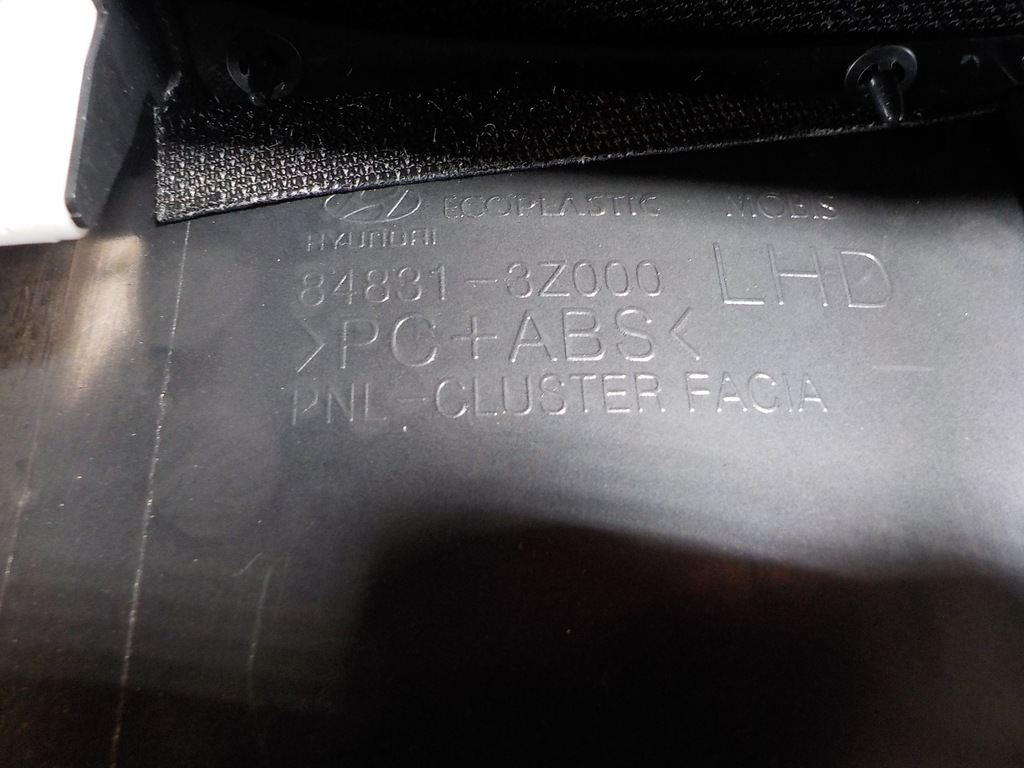 ECOPLASTIC MOBIS
HYUNDAI
84831-3Z000 LHD
>PC+ABS<
PNL-CLUSTER FACIA